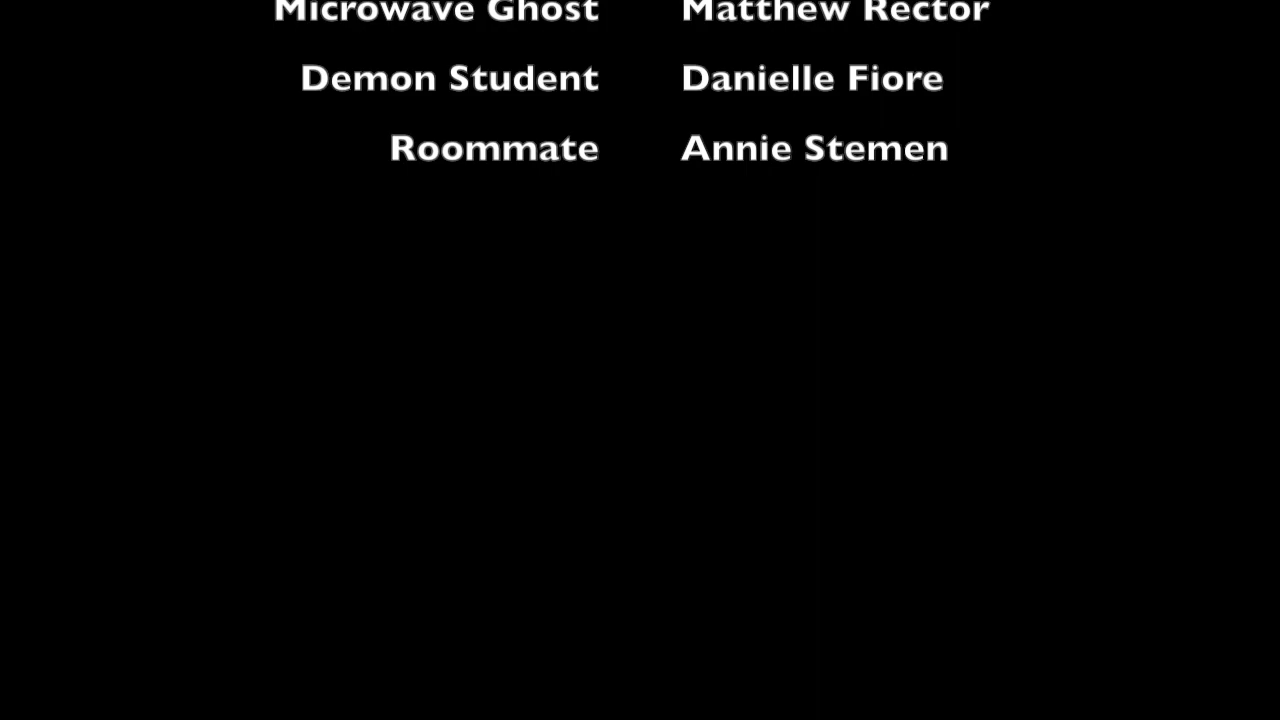 Microwave Ghost Matthew Rector
Demon Student Danielle Fiore
Roommate Annie Stemen